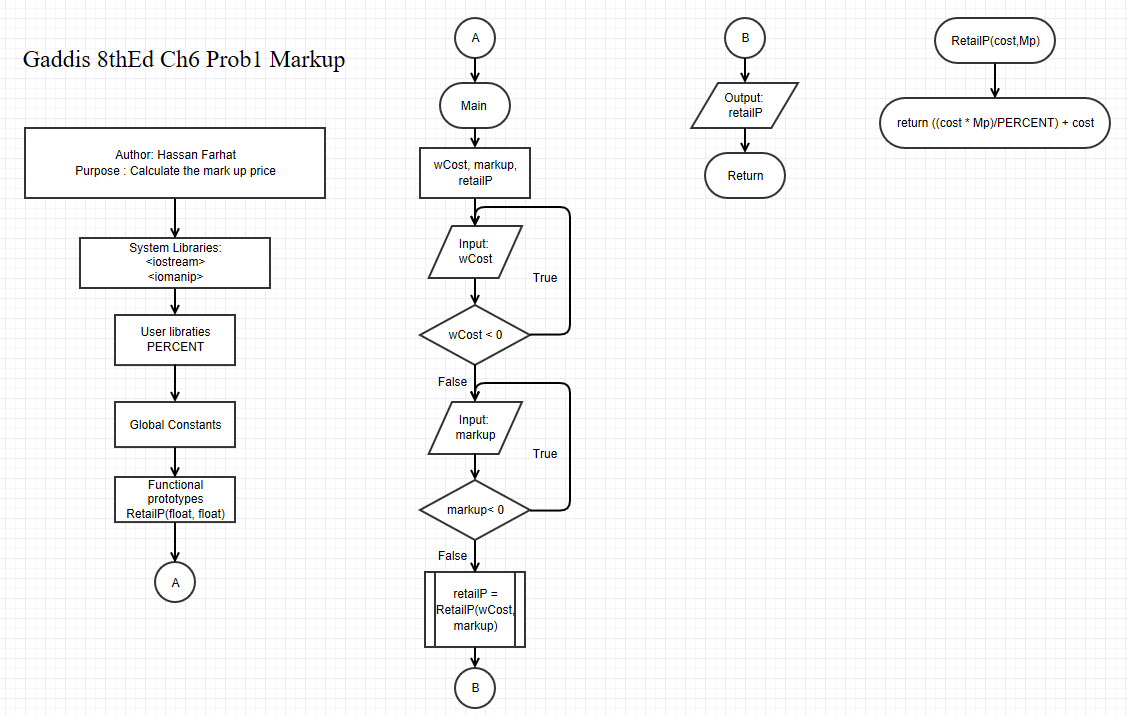 Gaddis 8thEd Ch6 Prob1 Markup
Author: Hassan Farhat
Purpose : Calculate the mark up price
System Libraries:
<iostream>
<iomanip>
User libraties
PERCENT
Global Constants
Functional
prototypes
RetailP(float, float)
A
A
Main
wCost, markup,
retailP
Input:
wCost
True
wCost < 0
False
Input:
markup
True
markup< 0
False
retailP =
RetailP(wCost,
markup)
B
B
Output:
retailP
Return
RetailP(cost,Mp)
return ((cost * Mp)/PERCENT) + cost